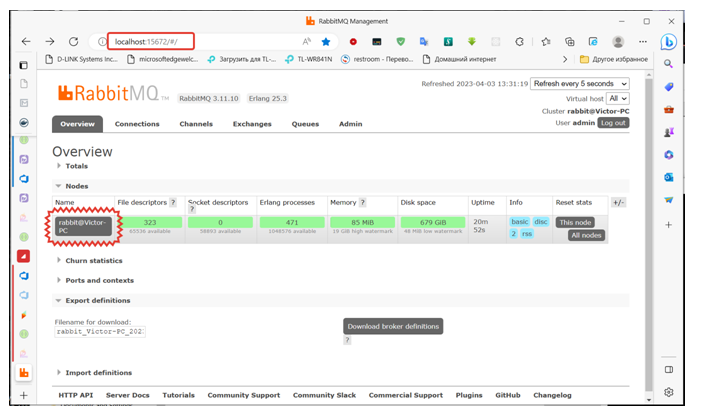 RabbitMQ Management
localhost:15672/#/
D-LINK Systems Inc... microsoftedgewelc... Загрузить для TL-... TL-WR841N restroom - Перево... Домашний интернет Другое избранное
Refreshed 2023-04-03 13:31:19 Refresh every 5 seconds
RabbitMQ TM RabbitMQ 3.11.10 Erlang 25.3
Virtual host All
Cluster rabbit@Victor-PC
User admin Log out
Overview Connections Channels Exchanges Queues Admin
Overview
Totals
Nodes
Name File descriptors ? Socket descriptors ? Erlang processes Memory ? Disk space Uptime Info Reset stats +/-
rabbit@Victor-PC 323 0 471 85 MiB 679 GiB 20m 52s basic disc 2 rss This node All nodes
65536 available 58893 available 1048576 available 19 GiB high watermark 48 MiB low watermark
Churn statistics
Ports and contexts
Export definitions
Filename for download:
rabbit_Victor-PC_202
Download broker definitions
?
Import definitions
HTTP API Server Docs Tutorials Community Support Community Slack Commercial Support Plugins GitHub Changelog